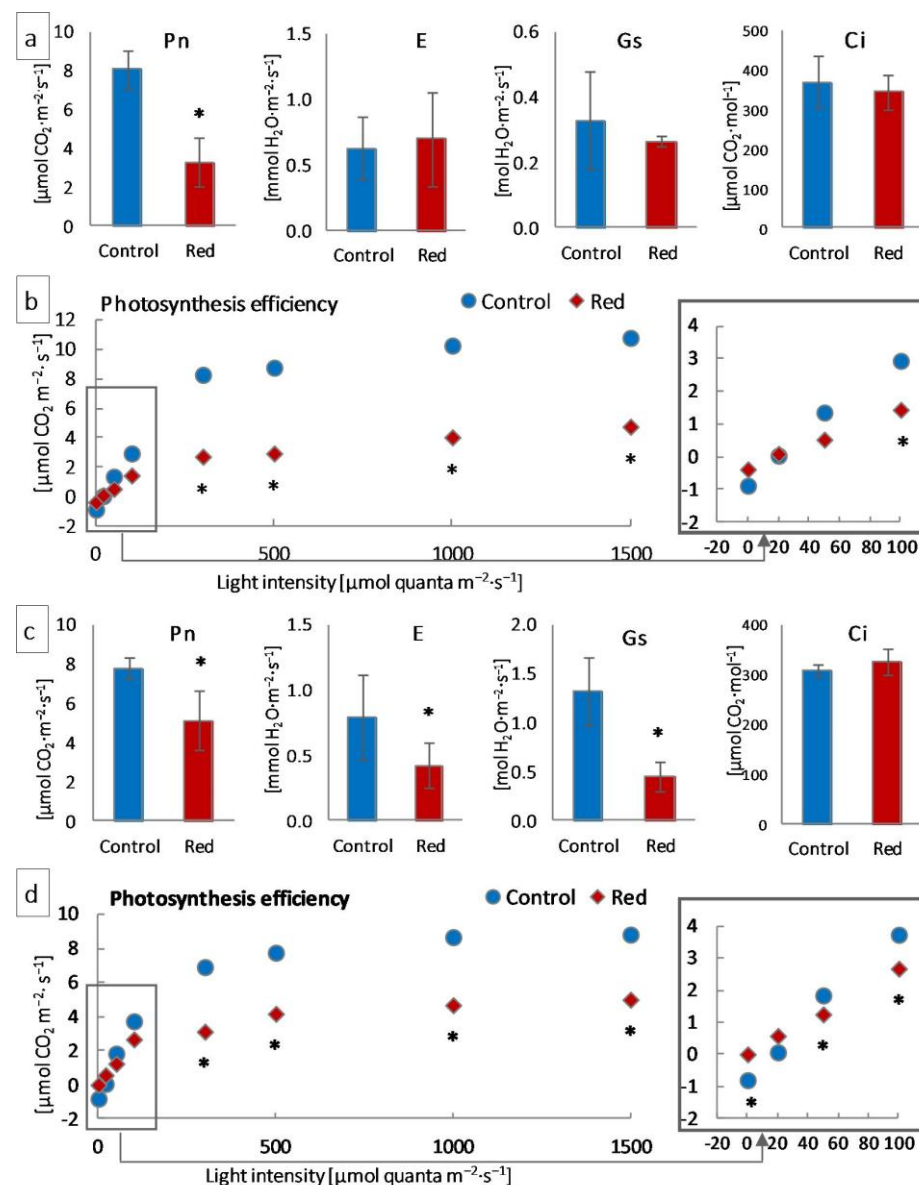 a
Pn
[µmol CO₂·m⁻²·s⁻¹]
10
8
6
4
2
0
*
Control Red
E
[mmol H₂O·m⁻²·s⁻¹]
1.5
1.0
0.5
0.0
Control Red
Gs
[mol H₂O·m⁻²·s⁻¹]
0.6
0.4
0.2
0.0
Control Red
Ci
[µmol CO₂·mol⁻¹]
500
400
300
200
100
0
Control Red
b
Photosynthesis efficiency
Control Red
[µmol CO₂ m⁻²·s⁻¹]
12
10
8
6
4
2
0
-2
* * * *
0 500 1000 1500
Light intensity [µmol quanta m⁻²·s⁻¹]
4
3
2
1
0
-1
-2
*
-20 0 20 40 60 80 100
c
Pn
[µmol CO₂·m⁻²·s⁻¹]
10
8
6
4
2
0
*
Control Red
E
[mmol H₂O·m⁻²·s⁻¹]
1.5
1.0
0.5
0.0
*
Control Red
Gs
[mol H₂O·m⁻²·s⁻¹]
2.0
1.5
1.0
0.5
0.0
*
Control Red
Ci
[µmol CO₂·mol⁻¹]
400
300
200
100
0
Control Red
d
Photosynthesis efficiency
Control Red
[µmol CO₂ m⁻²·s⁻¹]
10
8
6
4
2
0
-2
* * * *
0 500 1000 1500
Light intensity [µmol quanta m⁻²·s⁻¹]
4
3
2
1
0
-1
-2
* * *
-20 0 20 40 60 80 100